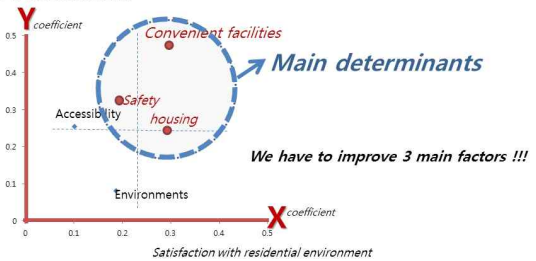 Y coefficient
Convenient facilities
0.5
Main determinants
0.4
Safety
0.3
Accessibility
housing
0.2
We have to improve 3 main factors !!!
0.1
Environments
0
X coefficient
0 0.1 0.2 0.3 0.4 0.5
Satisfaction with residential environment